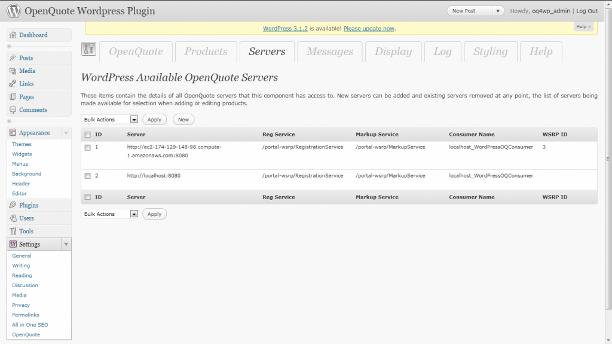 OpenQuote Wordpress Plugin
New Post
Howdy, oq4wp_admin | Log Out
WordPress 3.1.2 is available! Please update now.
Help
Dashboard
Posts
Media
Links
Pages
Comments
Appearance
Themes
Widgets
Menus
Background
Header
Editor
Plugins
Users
Tools
Settings
General
Writing
Reading
Discussion
Media
Privacy
Permalinks
All in One SEO
OpenQuote
OpenQuote Products Servers Messages Display Log Styling Help
WordPress Available OpenQuote Servers
These items contain the details of all OpenQuote servers that this component has access to. New servers can be added and existing servers removed at any point, the list of servers being
made available for selection when adding or editing products.
Bulk Actions Apply New
ID Server Reg Service Markup Service Consumer Name WSRP ID
1 http://ec2-174-129-148-98.compute- /portal-wsrp/RegistrationService /portal-wsrp/MarkupService localhost_WordPressOQConsumer 3
1.amazonaws.com:8080
2 http://localhost:8080 /portal-wsrp/RegistrationService /portal-wsrp/MarkupService localhost_WordPressOQConsumer
ID Server Reg Service Markup Service Consumer Name WSRP ID
Bulk Actions Apply